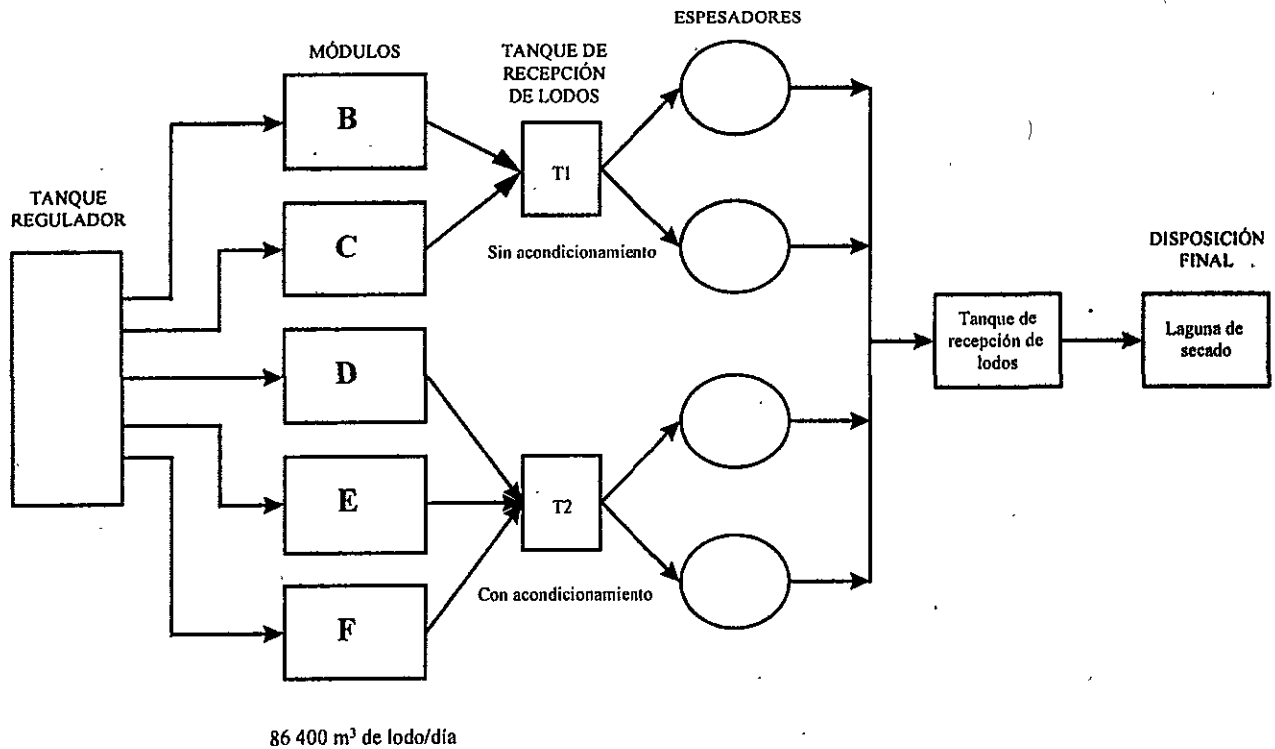 ESPESADORES
MÓDULOS
TANQUE DE
RECEPCIÓN
DE LODOS
B
T1
TANQUE
REGULADOR
C
Sin acondicionamiento
DISPOSICIÓN
FINAL
D
Tanque de
recepción de
lodos
Laguna de
secado
E
T2
Con acondicionamiento
F
86 400 m³ de lodo/día